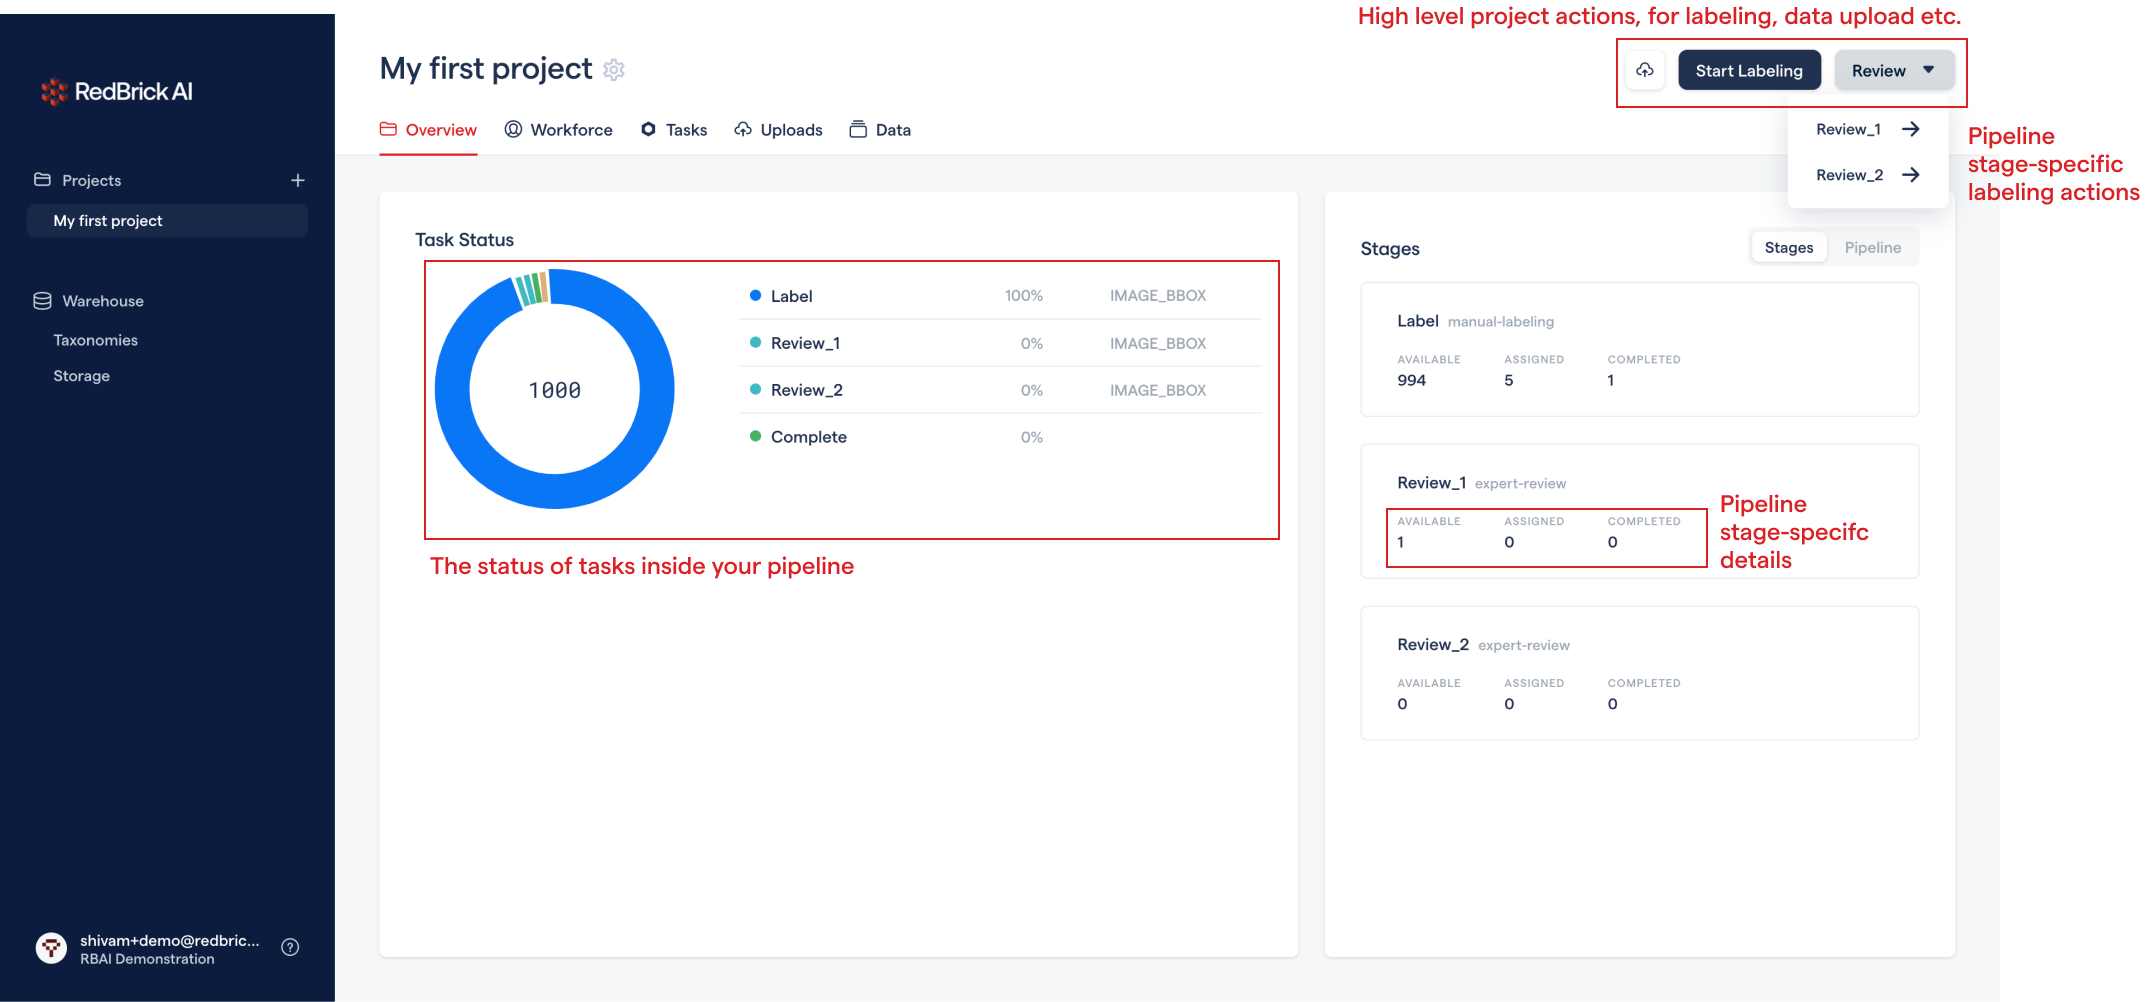 High level project actions, for labeling, data upload etc.
RedBrick AI
Projects
My first project
Warehouse
Taxonomies
Storage
shivam+demo@redbric...
RBAI Demonstration
?
My first project
Start Labeling
Review
Review_1
Review_2
Pipeline
stage-specific
labeling actions
Overview
Workforce
Tasks
Uploads
Data
Task Status
1000
Label 100% IMAGE_BBOX
Review_1 0% IMAGE_BBOX
Review_2 0% IMAGE_BBOX
Complete 0%
The status of tasks inside your pipeline
Stages
Stages
Pipeline
Label manual-labeling
AVAILABLE ASSIGNED COMPLETED
994 5 1
Review_1 expert-review
AVAILABLE ASSIGNED COMPLETED
1 0 0
Pipeline
stage-specifc
details
Review_2 expert-review
AVAILABLE ASSIGNED COMPLETED
0 0 0